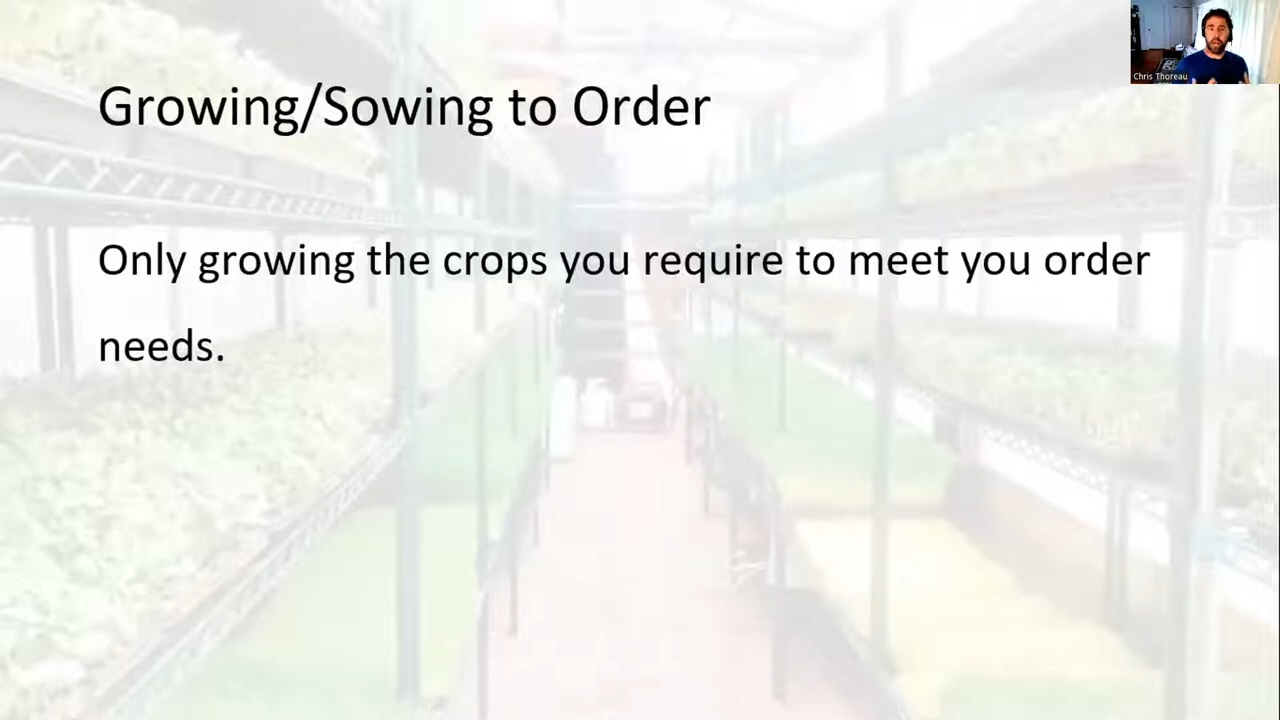 Growing/Sowing to Order
Only growing the crops you require to meet you order
needs.
Chris Thoreau